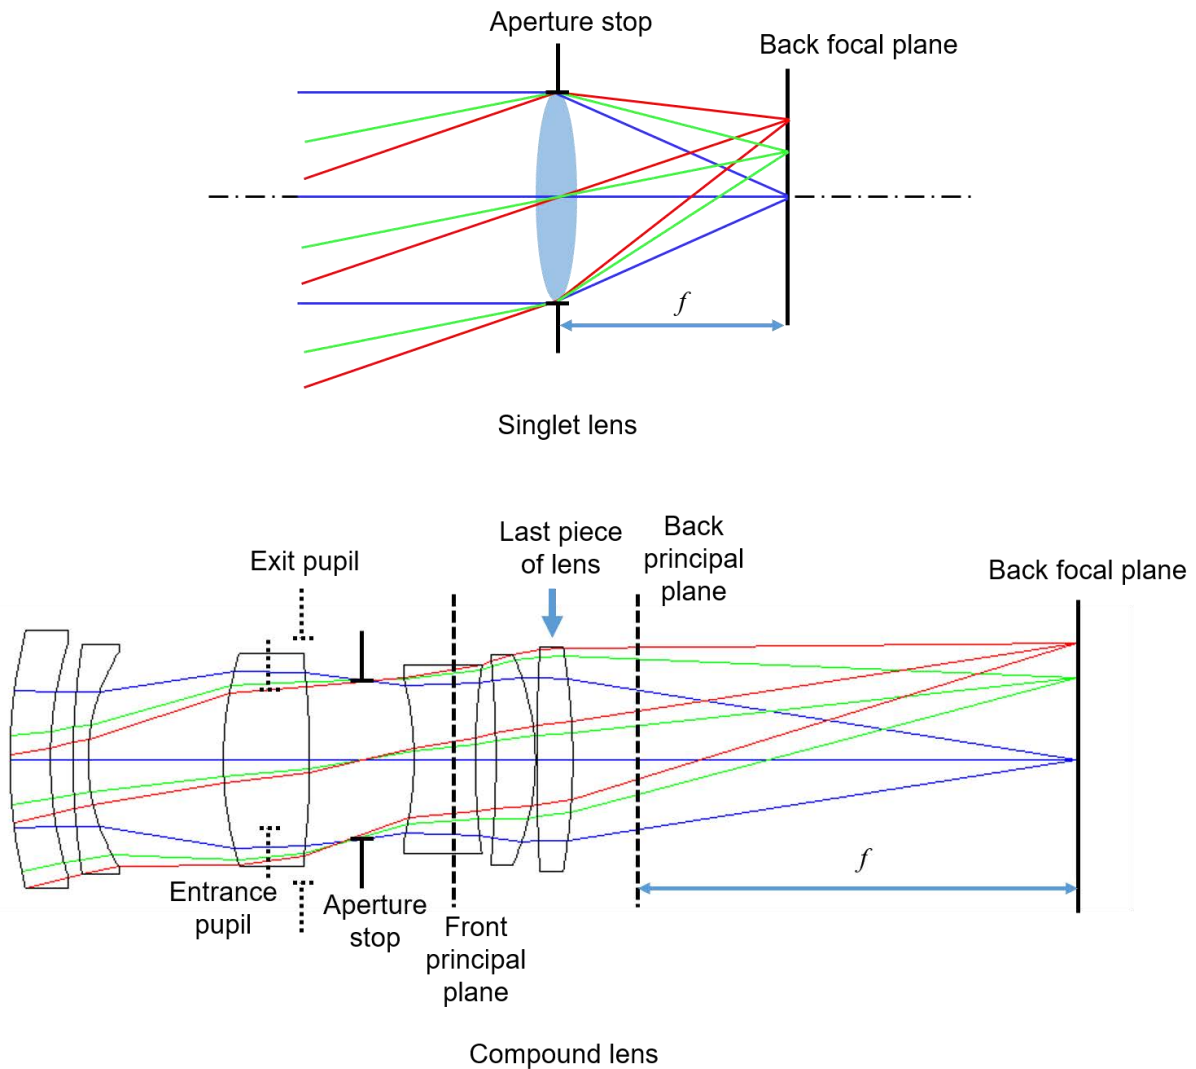 Aperture stop
Back focal plane
f
Singlet lens
Last piece
of lens
Back
principal
plane
Exit pupil
Back focal plane
f
Entrance
pupil
Aperture
stop
Front
principal
plane
Compound lens